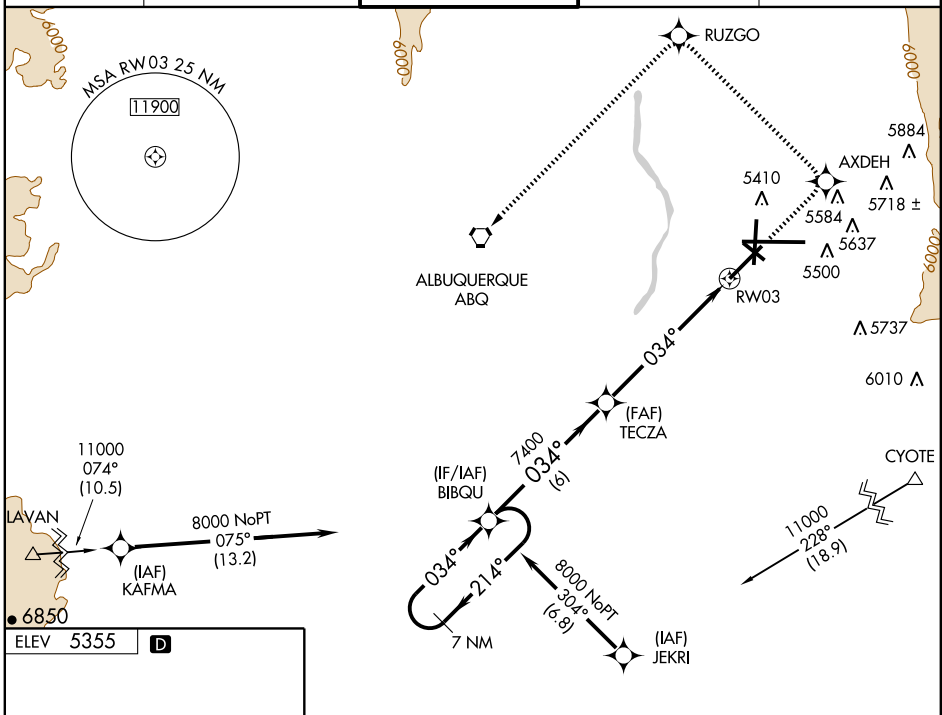 6000
MSA RW03 25 NM
11900
6000
RUZGO
6000
5884
AXDEH
5410
5718 ±
5584
5637
5500
6000
ALBUQUERQUE
ABQ
RW03
5737
034°
6010
(FAF)
TECZA
7400
034°
(6)
(IF/IAF)
BIBQU
CYOTE
11000
074°
(10.5)
LAVAN
8000 NoPT
075°
(13.2)
(IAF)
KAFMA
11000
228°
(18.9)
034°
214°
7 NM
8000 NoPT
304°
(6.8)
(IAF)
JEKRI
6850
ELEV 5355 D